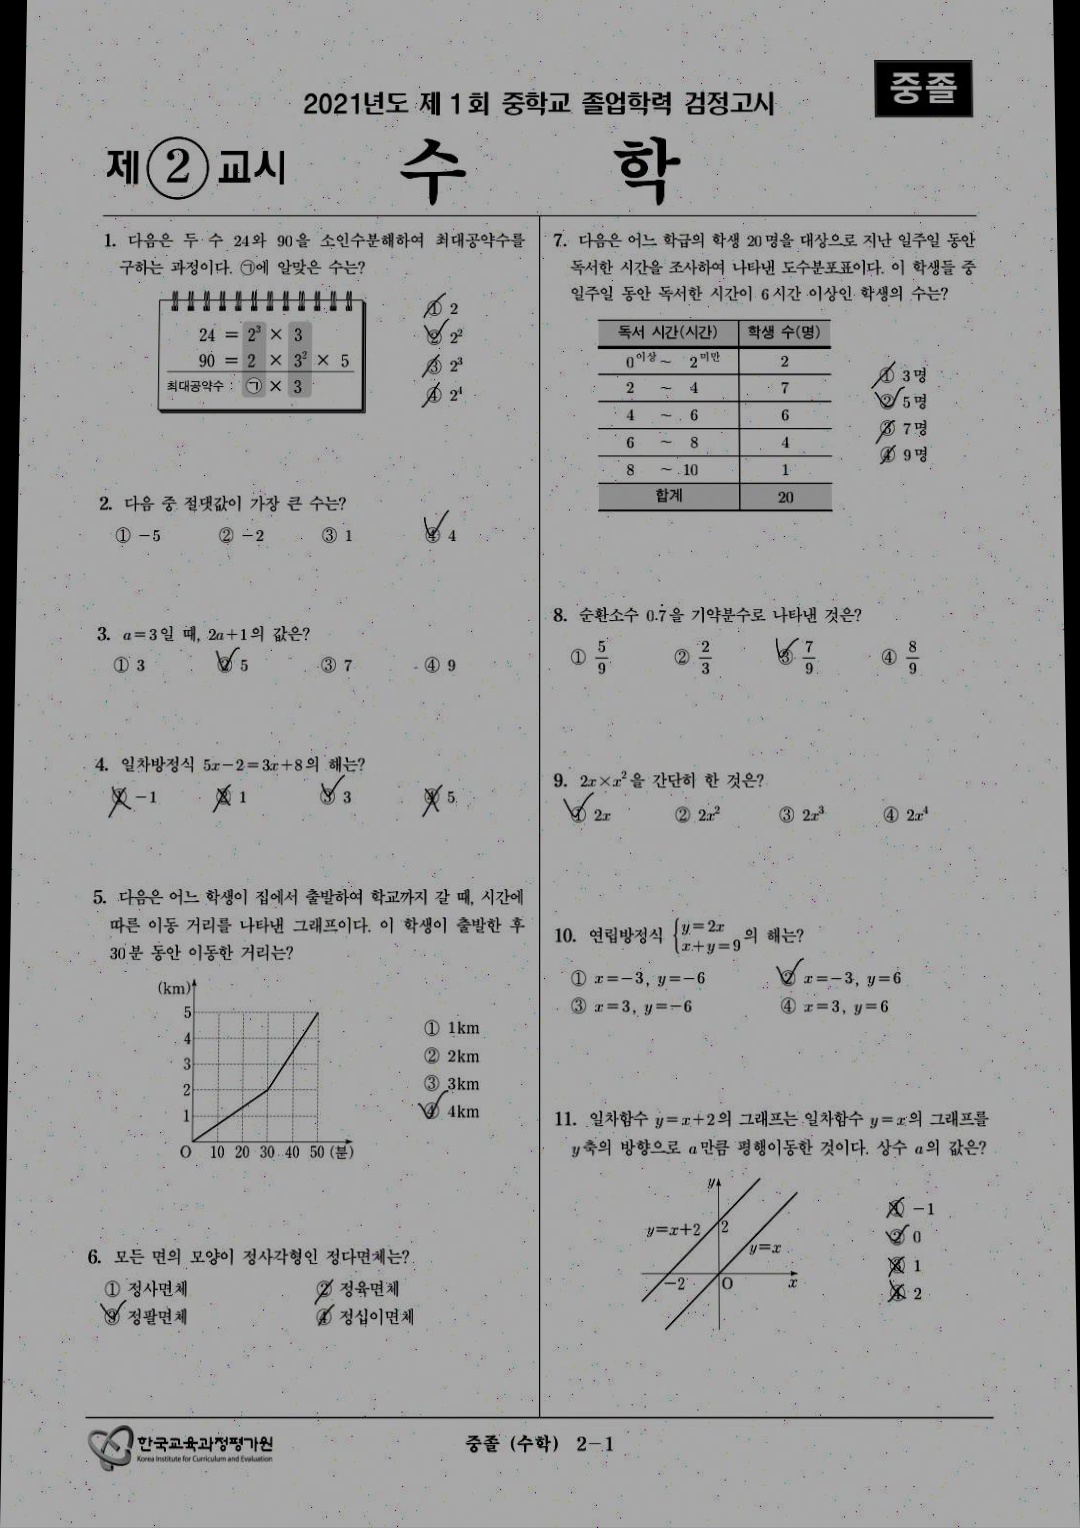 중졸
2021년도 제 1 회 중학교 졸업학력 검정고시
제 2 교시 수 학
1. 다음은 두 수 24와 90을 소인수분해하여 최대공약수를
구하는 과정이다. ㉠에 알맞은 수는?
24 = 2³ × 3
90 = 2 × 3² × 5
최대공약수 : ㉠ × 3
① 2
② 2²
③ 2³
④ 2⁴
2. 다음 중 절댓값이 가장 큰 수는?
① −5 ② −2 ③ 1 ④ 4
3. a=3일 때, 2a+1의 값은?
① 3 ② 5 ③ 7 ④ 9
4. 일차방정식 5x−2=3x+8의 해는?
① −1 ② 1 ③ 3 ④ 5
5. 다음은 어느 학생이 집에서 출발하여 학교까지 갈 때, 시간에
따른 이동 거리를 나타낸 그래프이다. 이 학생이 출발한 후
30분 동안 이동한 거리는?
(km)
5
4
3
2
1
O 10 20 30 40 50 (분)
① 1km
② 2km
③ 3km
④ 4km
6. 모든 면의 모양이 정사각형인 정다면체는?
① 정사면체 ② 정육면체
③ 정팔면체 ④ 정십이면체
7. 다음은 어느 학급의 학생 20명을 대상으로 지난 일주일 동안
독서한 시간을 조사하여 나타낸 도수분포표이다. 이 학생들 중
일주일 동안 독서한 시간이 6시간 이상인 학생의 수는?
독서 시간(시간) 학생 수(명)
0이상 ~ 2미만 2
2 ~ 4 7
4 ~ 6 6
6 ~ 8 4
8 ~ 10 1
합계 20
① 3명
② 5명
③ 7명
④ 9명
8. 순환소수 0.7̇을 기약분수로 나타낸 것은?
① 5/9 ② 2/3 ③ 7/9 ④ 8/9
9. 2x×x²을 간단히 한 것은?
① 2x ② 2x² ③ 2x³ ④ 2x⁴
10. 연립방정식 { y=2x
x+y=9 의 해는?
① x=−3, y=−6 ② x=−3, y=6
③ x=3, y=−6 ④ x=3, y=6
11. 일차함수 y=x+2의 그래프는 일차함수 y=x의 그래프를
y축의 방향으로 a만큼 평행이동한 것이다. 상수 a의 값은?
y
y=x+2
2
y=x
−2 O x
① −1
② 0
③ 1
④ 2
한국교육과정평가원
Korea Institute for Curriculum and Evaluation
중졸 (수학) 2−1